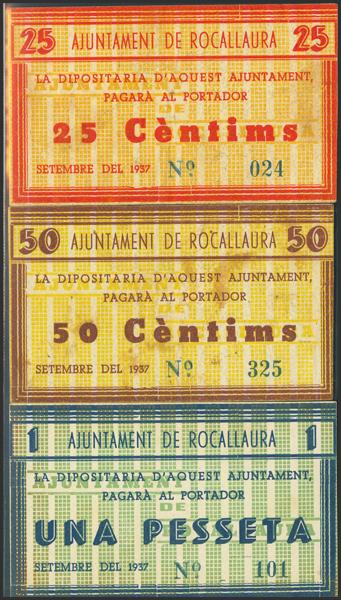 25 AJUNTAMENT DE ROCALLAURA 25
LA DIPOSITARIA D'AQUEST AJUNTAMENT,
PAGARÀ AL PORTADOR
25 Cèntims
SETEMBRE DEL 1937 Nº 024
50 AJUNTAMENT DE ROCALLAURA 50
LA DIPOSITARIA D'AQUEST AJUNTAMENT,
PAGARÀ AL PORTADOR
50 Cèntims
SETEMBRE DEL 1937 Nº 325
1 AJUNTAMENT DE ROCALLAURA 1
LA DIPOSITARIA D'AQUEST AJUNTAMENT,
PAGARÀ AL PORTADOR
UNA PESSETA
SETEMBRE DEL 1937 Nº 101